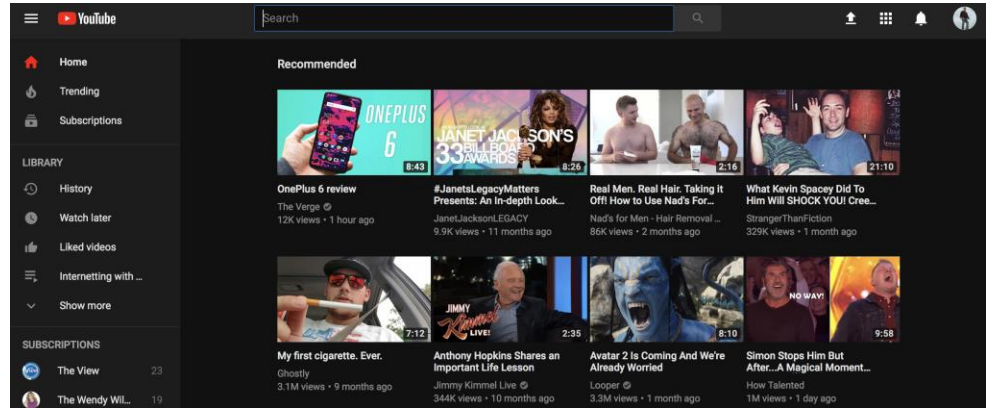 YouTube
Search
Home
Trending
Subscriptions
LIBRARY
History
Watch later
Liked videos
Internetting with ...
Show more
SUBSCRIPTIONS
The View 23
The Wendy Wil... 19
Recommended
ONEPLUS
6
8:43
OnePlus 6 review
The Verge
12K views • 1 hour ago
JANET JACKSON'S
33 BILLBOARD
AWARDS
8:26
#JanetsLegacyMatters
Presents: An In-depth Look...
JanetJacksonLEGACY
9.9K views • 11 months ago
2:16
Real Men. Real Hair. Taking it
Off! How to Use Nad's For...
Nad's for Men - Hair Removal ...
86K views • 2 months ago
21:10
What Kevin Spacey Did To
Him Will SHOCK YOU! Cree...
StrangerThanFiction
329K views • 1 month ago
7:12
My first cigarette. Ever.
Ghostly
3.1M views • 9 months ago
JIMMY
Kimmel
LIVE!
2:35
Anthony Hopkins Shares an
Important Life Lesson
Jimmy Kimmel Live
344K views • 10 months ago
8:10
Avatar 2 Is Coming And We're
Already Worried
Looper
3.3M views • 1 month ago
NO WAY!
9:58
Simon Stops Him But
After...A Magical Moment...
How Talented
1M views • 1 day ago